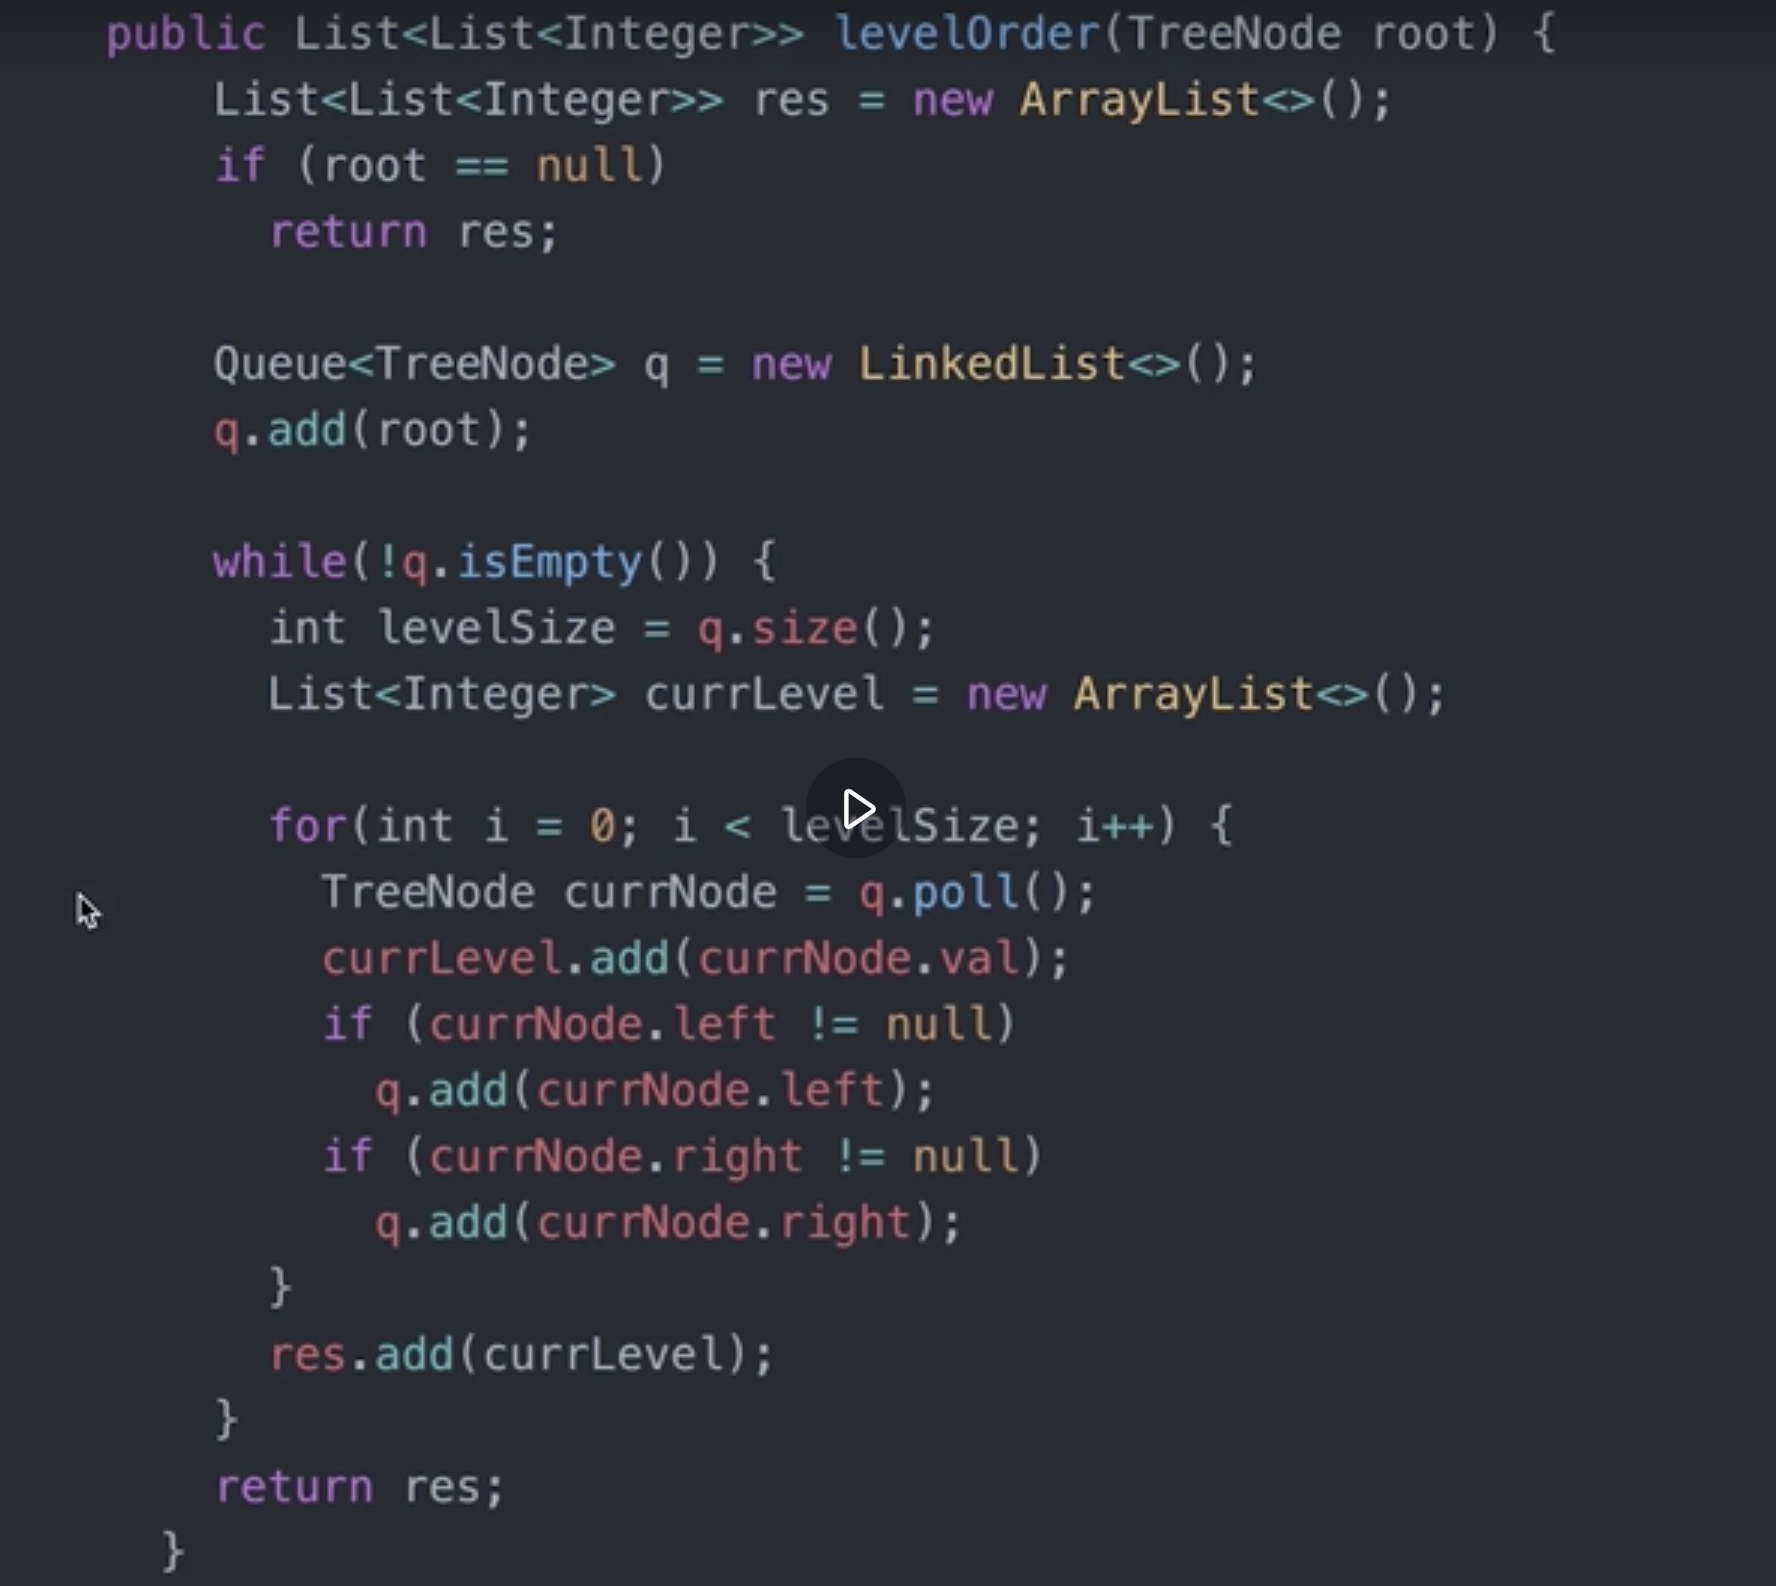 public List<List<Integer>> levelOrder(TreeNode root) {
List<List<Integer>> res = new ArrayList<>();
if (root == null)
return res;
Queue<TreeNode> q = new LinkedList<>();
q.add(root);
while(!q.isEmpty()) {
int levelSize = q.size();
List<Integer> currLevel = new ArrayList<>();
for(int i = 0; i < levelSize; i++) {
TreeNode currNode = q.poll();
currLevel.add(currNode.val);
if (currNode.left != null)
q.add(currNode.left);
if (currNode.right != null)
q.add(currNode.right);
}
res.add(currLevel);
}
return res;
}